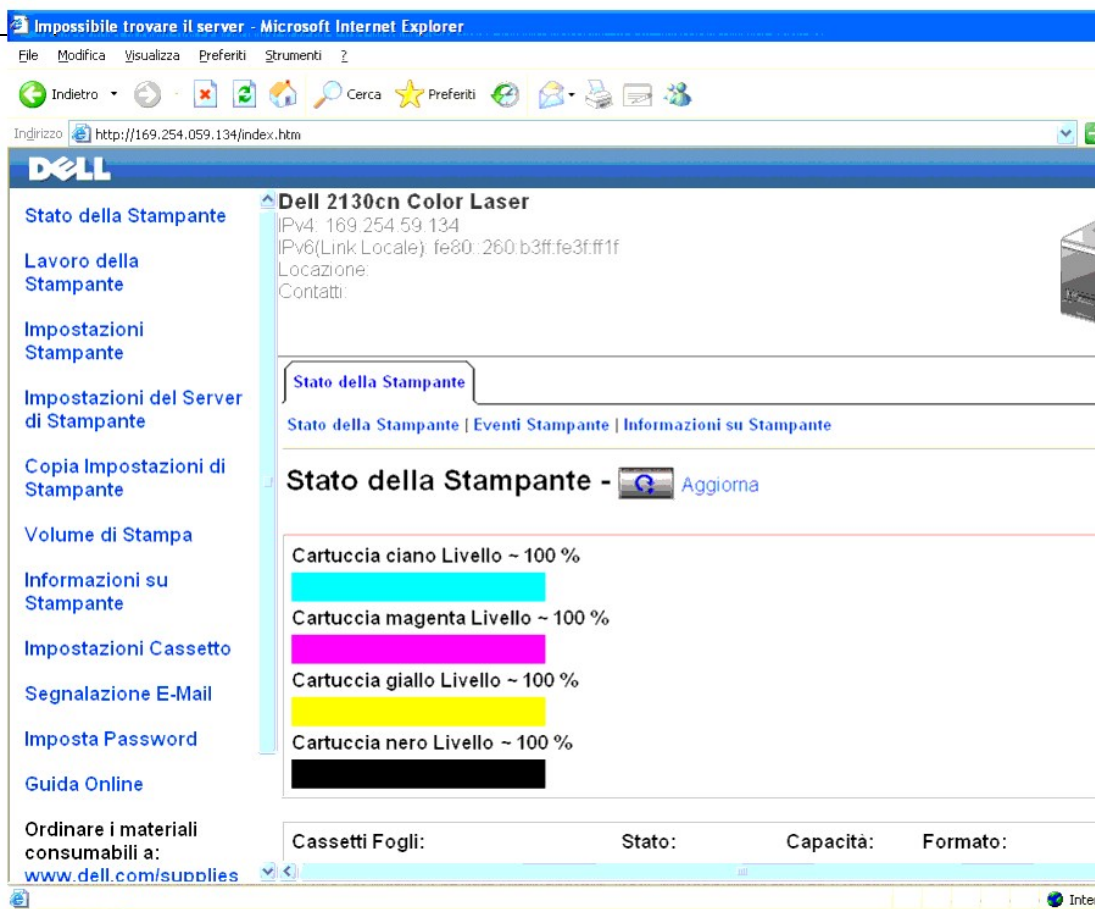 Impossibile trovare il server - Microsoft Internet Explorer
File Modifica Visualizza Preferiti Strumenti ?
Indietro Cerca Preferiti
Indirizzo http://169.254.059.134/index.htm
DELL
Stato della Stampante
Lavoro della
Stampante
Impostazioni
Stampante
Impostazioni del Server
di Stampante
Copia Impostazioni di
Stampante
Volume di Stampa
Informazioni su
Stampante
Impostazioni Cassetto
Segnalazione E-Mail
Imposta Password
Guida Online
Ordinare i materiali
consumabili a:
www.dell.com/supplies
Dell 2130cn Color Laser
IPv4: 169.254.59.134
IPv6(Link Locale): fe80::260:b3ff:fe3f:ff1f
Locazione:
Contatti:
Stato della Stampante
Stato della Stampante | Eventi Stampante | Informazioni su Stampante
Stato della Stampante - Aggiorna
Cartuccia ciano Livello ~ 100 %
Cartuccia magenta Livello ~ 100 %
Cartuccia giallo Livello ~ 100 %
Cartuccia nero Livello ~ 100 %
Cassetti Fogli: Stato: Capacità: Formato: